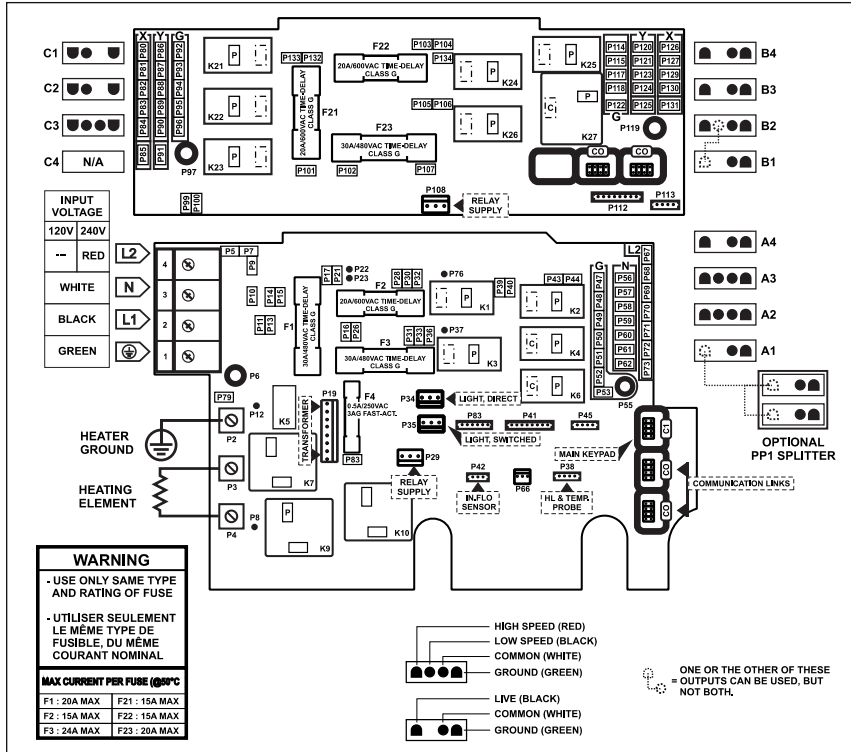 C1
C2
C3
C4
N/A
X
Y
G
P80
P81
P82
P83
P84
P85
P86
P87
P88
P89
P90
P91
P92
P93
P94
P95
P96
P97
P99
P100
K21
K22
K23
P133
P132
F22
20A/600VAC TIME-DELAY
CLASS G
F21
20A/600VAC TIME-DELAY
CLASS G
F23
30A/480VAC TIME-DELAY
CLASS G
P101
P102
P103
P104
P134
P105
P106
P107
P
P
P
P
P
P
C
P
K24
K25
K26
K27
P108
RELAY
SUPPLY
Y
X
P114
P115
P117
P118
P122
G
P120
P121
P123
P124
P125
P126
P127
P129
P130
P131
P119
CO
CO
P112
P113
B4
B3
B2
B1
INPUT
VOLTAGE
120V
240V
---
RED
L2
WHITE
N
BLACK
L1
GREEN
4
3
2
1
P5
P7
P9
P10
P11
P13
P14
P15
P17
P21
P22
P23
F1
30A/480VAC TIME-DELAY
CLASS G
F2
20A/600VAC TIME-DELAY
CLASS G
F3
30A/480VAC TIME-DELAY
CLASS G
P28
P30
P32
P16
P26
P31
P33
P36
P76
P37
P39
P40
P43
P44
P
P
P
C
C
K1
K2
K3
K4
K6
L2
G
N
P47
P48
P49
P50
P51
P52
P53
P56
P57
P58
P59
P60
P61
P62
P67
P68
P69
P70
P71
P72
P73
P55
A4
A3
A2
A1
OPTIONAL
PP1 SPLITTER
P6
P79
P12
P2
P3
P4
P8
K5
K7
K9
K10
P
P19
TRANSFORMER
F4
0.5A/250VAC
3AG FAST-ACT.
P83
P34
LIGHT, DIRECT
P35
LIGHT, SWITCHED
P83
P41
P45
P29
RELAY
SUPPLY
P42
IN.FLO
SENSOR
P66
P38
HL & TEMP.
PROBE
MAIN KEYPAD
C1
CO
CO
COMMUNICATION LINKS
HEATER
GROUND
HEATING
ELEMENT
WARNING
- USE ONLY SAME TYPE
AND RATING OF FUSE
- UTILISER SEULEMENT
LE MÊME TYPE DE
FUSIBLE, DU MÊME
COURANT NOMINAL
MAX CURRENT PER FUSE (@50°C
F1 : 20A MAX
F21 : 15A MAX
F2 : 15A MAX
F22 : 15A MAX
F3 : 24A MAX
F23 : 20A MAX
HIGH SPEED (RED)
LOW SPEED (BLACK)
COMMON (WHITE)
GROUND (GREEN)
LIVE (BLACK)
COMMON (WHITE)
GROUND (GREEN)
ONE OR THE OTHER OF THESE
= OUTPUTS CAN BE USED, BUT
NOT BOTH.